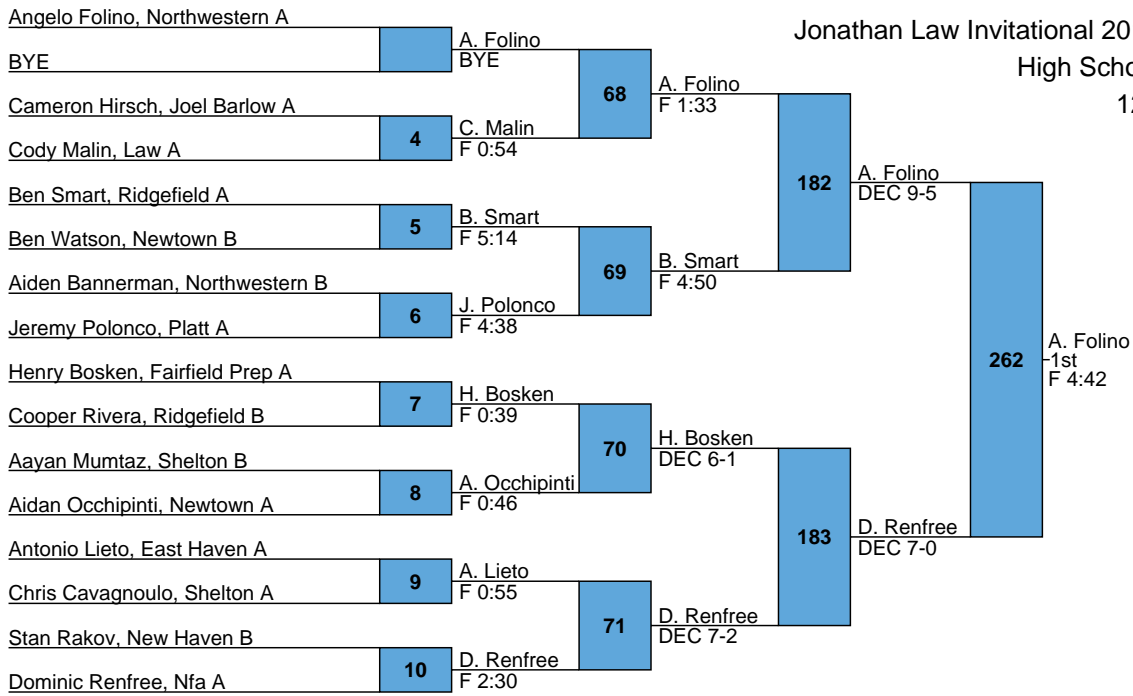 Jonathan Law Invitational 20
High Scho
12
Angelo Folino, Northwestern A
BYE
Cameron Hirsch, Joel Barlow A
Cody Malin, Law A
Ben Smart, Ridgefield A
Ben Watson, Newtown B
Aiden Bannerman, Northwestern B
Jeremy Polonco, Platt A
Henry Bosken, Fairfield Prep A
Cooper Rivera, Ridgefield B
Aayan Mumtaz, Shelton B
Aidan Occhipinti, Newtown A
Antonio Lieto, East Haven A
Chris Cavagnoulo, Shelton A
Stan Rakov, New Haven B
Dominic Renfree, Nfa A
4
5
6
7
8
9
10
A. Folino
BYE
C. Malin
F 0:54
B. Smart
F 5:14
J. Polonco
F 4:38
H. Bosken
F 0:39
A. Occhipinti
F 0:46
A. Lieto
F 0:55
D. Renfree
F 2:30
68
69
70
71
A. Folino
F 1:33
B. Smart
F 4:50
H. Bosken
DEC 6-1
D. Renfree
DEC 7-2
182
183
A. Folino
DEC 9-5
D. Renfree
DEC 7-0
262
A. Folino
1st
F 4:42